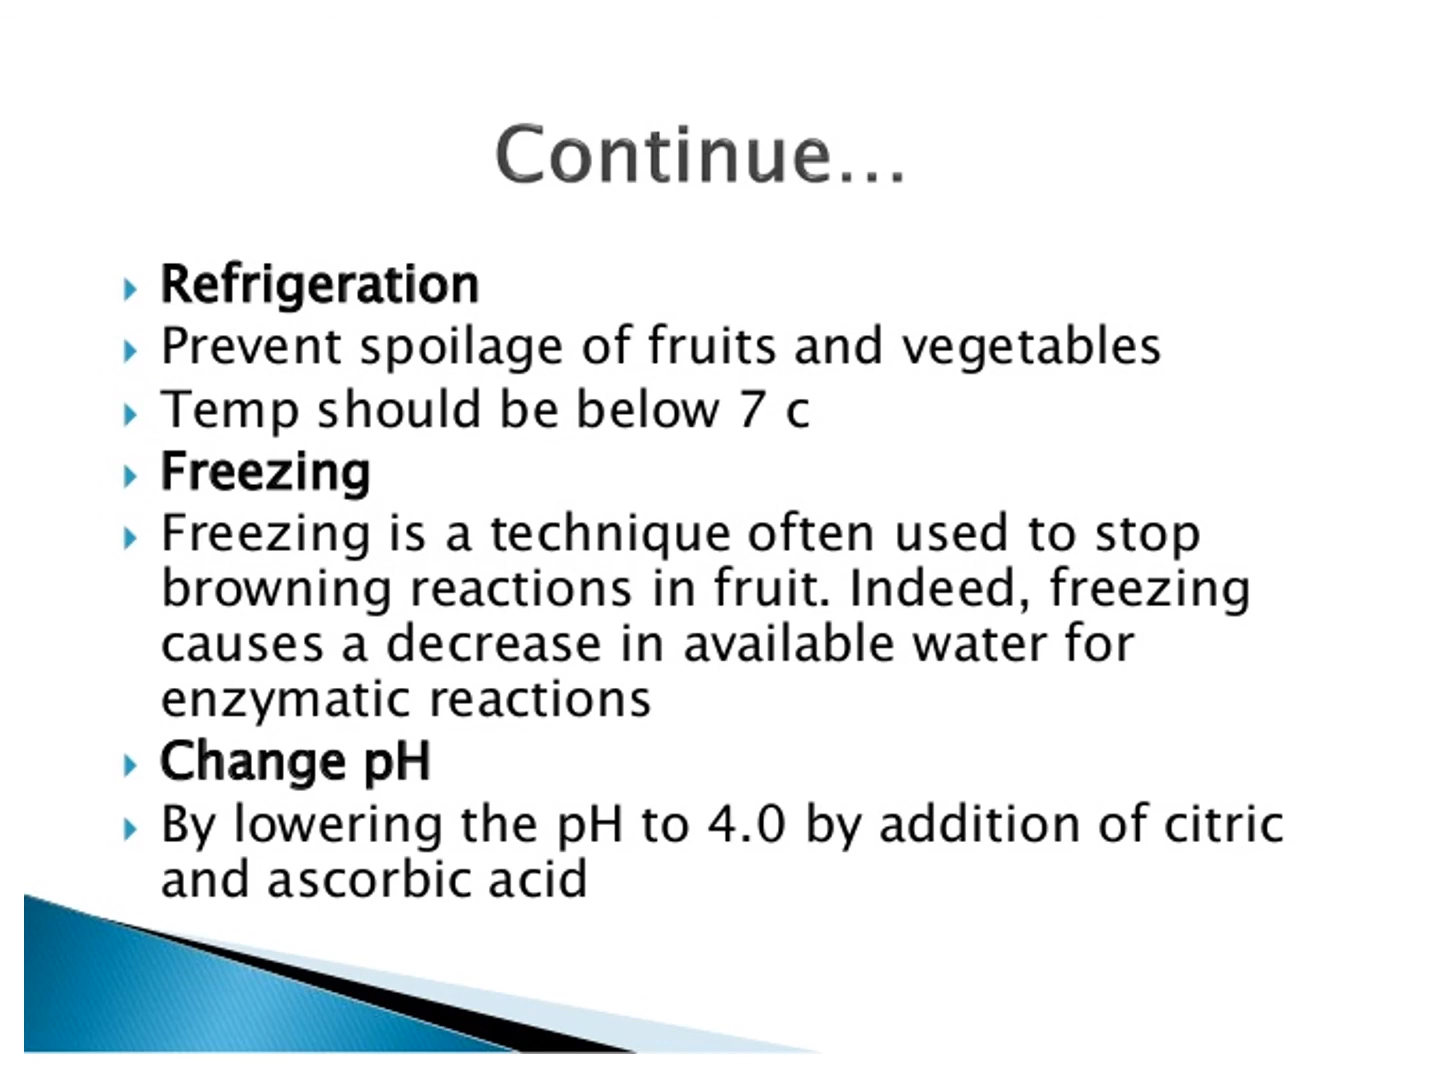 Continue...
Refrigeration
Prevent spoilage of fruits and vegetables
Temp should be below 7 c
Freezing
Freezing is a technique often used to stop
browning reactions in fruit. Indeed, freezing
causes a decrease in available water for
enzymatic reactions
Change pH
By lowering the pH to 4.0 by addition of citric
and ascorbic acid